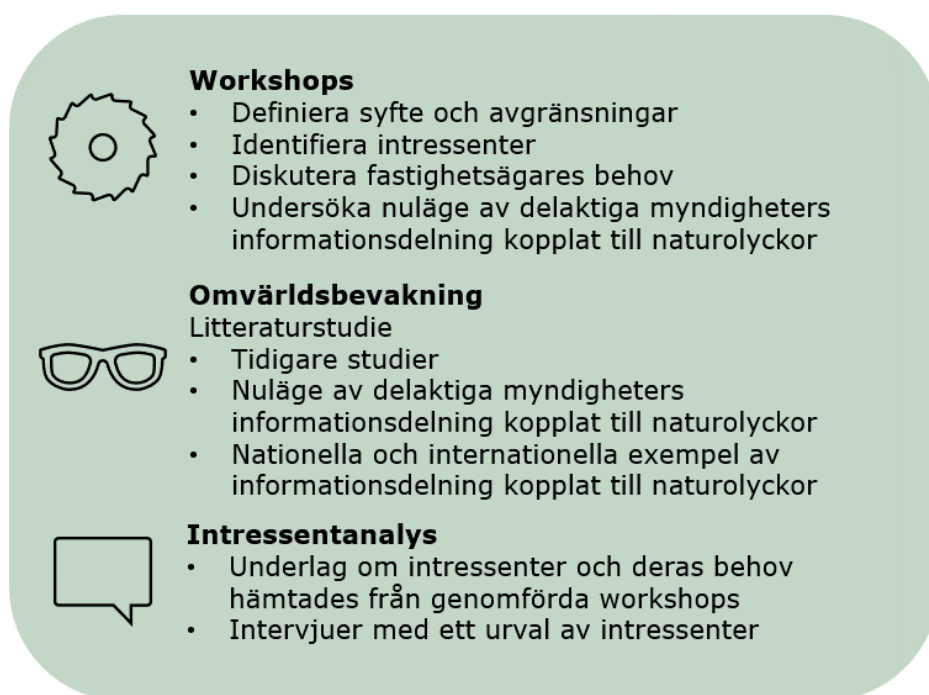 Workshops
• Definiera syfte och avgränsningar
• Identifiera intressenter
• Diskutera fastighetsägares behov
• Undersöka nuläge av delaktiga myndigheters
informationsdelning kopplat till naturolyckor
Omvärldsbevakning
Litteraturstudie
• Tidigare studier
• Nuläge av delaktiga myndigheters
informationsdelning kopplat till naturolyckor
• Nationella och internationella exempel av
informationsdelning kopplat till naturolyckor
Intressentanalys
• Underlag om intressenter och deras behov
hämtades från genomförda workshops
• Intervjuer med ett urval av intressenter